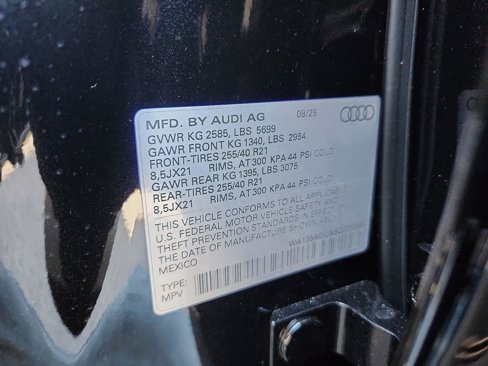 MFD. BY AUDI AG 08/25
GVWR KG 2585, LBS 5699
GAWR FRONT KG 1340, LBS 2954
FRONT-TIRES 255/40 R21
8,5JX21 RIMS, AT 300 KPA 44 PSI COLD
GAWR REAR KG 1395, LBS 3075
REAR-TIRES 255/40 R21
8,5JX21 RIMS, AT 300 KPA 44 PSI COLD
THIS VEHICLE CONFORMS TO ALL APPLICABLE
U.S. FEDERAL MOTOR VEHICLE SAFETY AND
THEFT PREVENTION STANDARDS IN EFFECT
ON THE DATE OF MANUFACTURE SHOWN ABOVE.
MEXICO
TYPE:
MPV